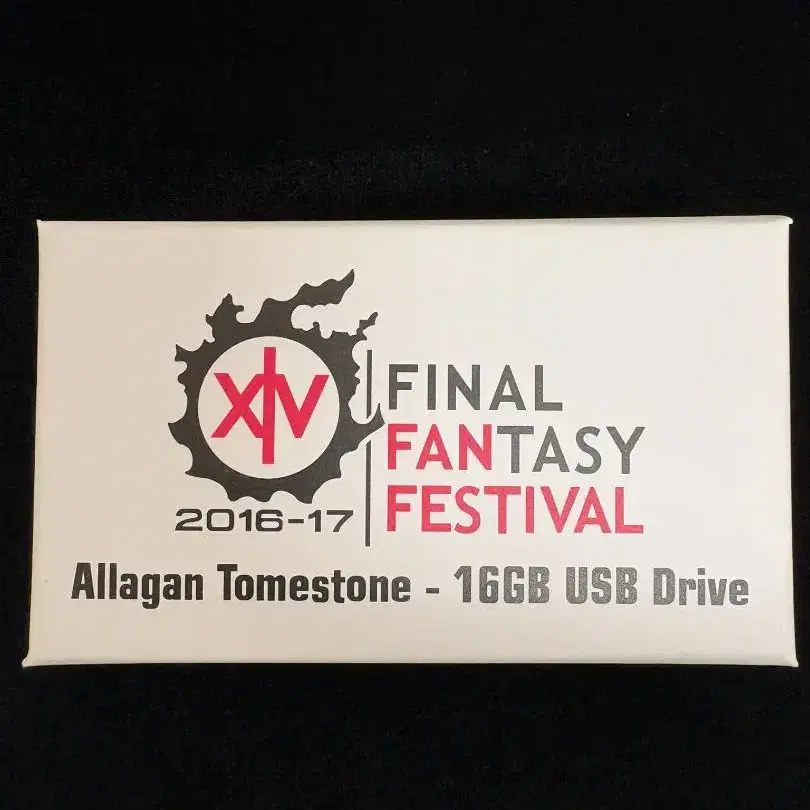 XIV
2016-17
FINAL
FANTASY
FESTIVAL
Allagan Tomestone - 16GB USB Drive